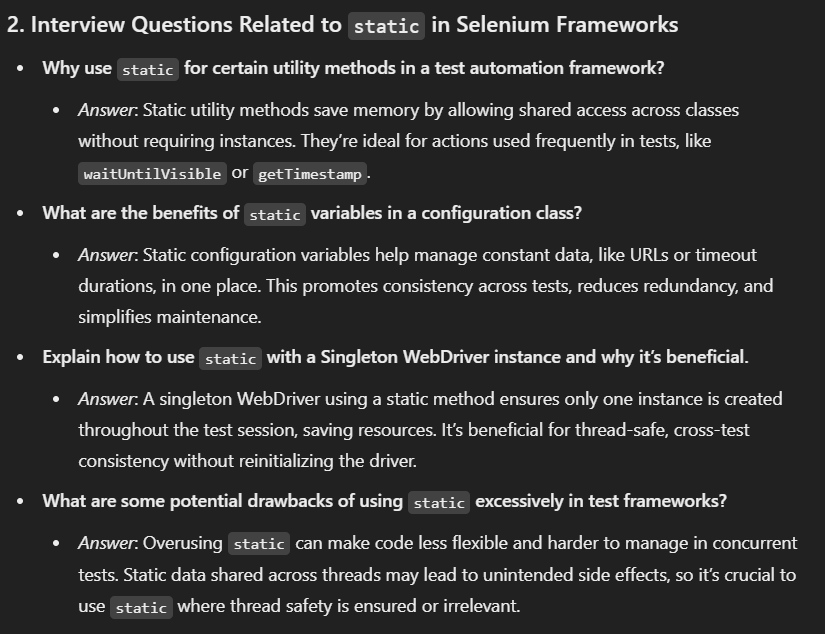 2. Interview Questions Related to static in Selenium Frameworks
• Why use static for certain utility methods in a test automation framework?
• Answer: Static utility methods save memory by allowing shared access across classes
without requiring instances. They're ideal for actions used frequently in tests, like
waitUntilVisible or getTimestamp.
• What are the benefits of static variables in a configuration class?
• Answer: Static configuration variables help manage constant data, like URLs or timeout
durations, in one place. This promotes consistency across tests, reduces redundancy, and
simplifies maintenance.
• Explain how to use static with a Singleton WebDriver instance and why it's beneficial.
• Answer: A singleton WebDriver using a static method ensures only one instance is created
throughout the test session, saving resources. It's beneficial for thread-safe, cross-test
consistency without reinitializing the driver.
• What are some potential drawbacks of using static excessively in test frameworks?
• Answer: Overusing static can make code less flexible and harder to manage in concurrent
tests. Static data shared across threads may lead to unintended side effects, so it's crucial to
use static where thread safety is ensured or irrelevant.